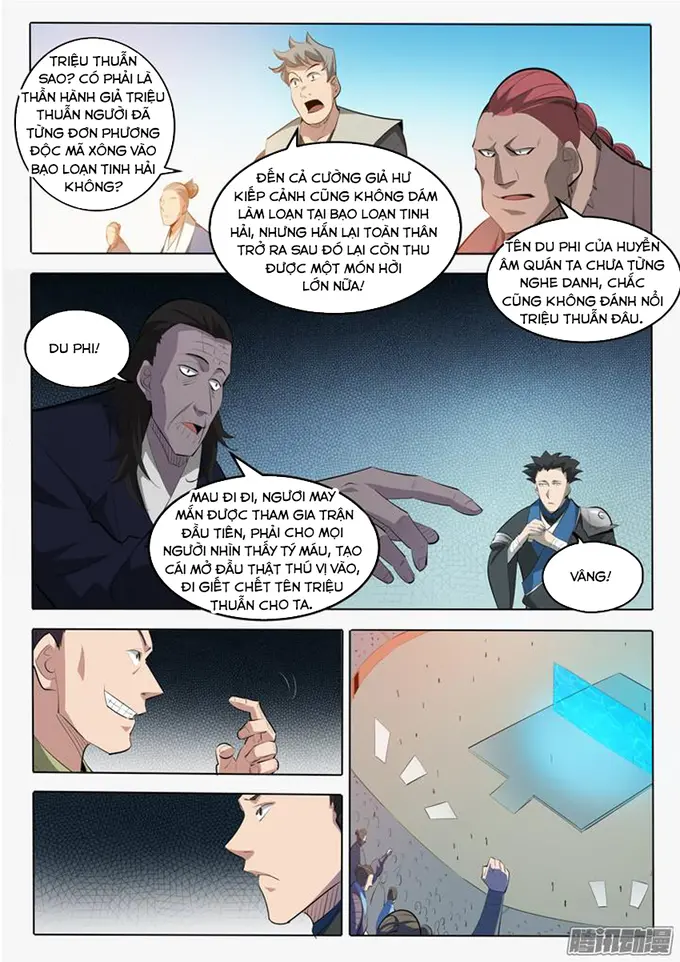 TRIỆU THUẪN
SAO? CÓ PHẢI LÀ
THẦN HÀNH GIẢ TRIỆU
THUẪN NGƯỜI ĐÃ
TỪNG ĐƠN PHƯƠNG
ĐỘC MÃ XÔNG VÀO
BẠO LOẠN TINH HẢI
KHÔNG?
ĐẾN CẢ CƯỜNG GIẢ HƯ
KIẾP CẢNH CŨNG KHÔNG DÁM
LÀM LOẠN TẠI BẠO LOẠN TINH
HẢI, NHƯNG HẮN LẠI TOÀN THÂN
TRỞ RA SAU ĐÓ LẠI CÒN THU
ĐƯỢC MỘT MÓN HỜI
LỚN NỮA!
TÊN DU PHI CỦA HUYỀN
ÂM QUÁN TA CHƯA TỪNG
NGHE DANH, CHẮC
CŨNG KHÔNG ĐÁNH NỔI
TRIỆU THUẪN ĐÂU.
DU PHI!
MAU ĐI ĐI, NGƯƠI MAY
MẮN ĐƯỢC THAM GIA TRẬN
ĐẦU TIÊN, PHẢI CHO MỌI
NGƯỜI NHÌN THẤY TÝ MÁU, TẠO
CÁI MỞ ĐẦU THẬT THÚ VỊ VÀO,
ĐI GIẾT CHẾT TÊN TRIỆU
THUẪN CHO TA.
VÂNG!
腾讯动漫